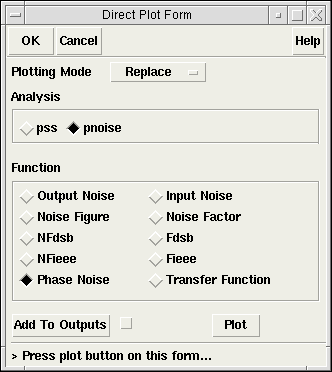 Direct Plot Form
OK Cancel Help
Plotting Mode Replace
Analysis
pss pnoise
Function
Output Noise Input Noise
Noise Figure Noise Factor
NFdsb Fdsb
NFieee Fieee
Phase Noise Transfer Function
Add To Outputs Plot
> Press plot button on this form...